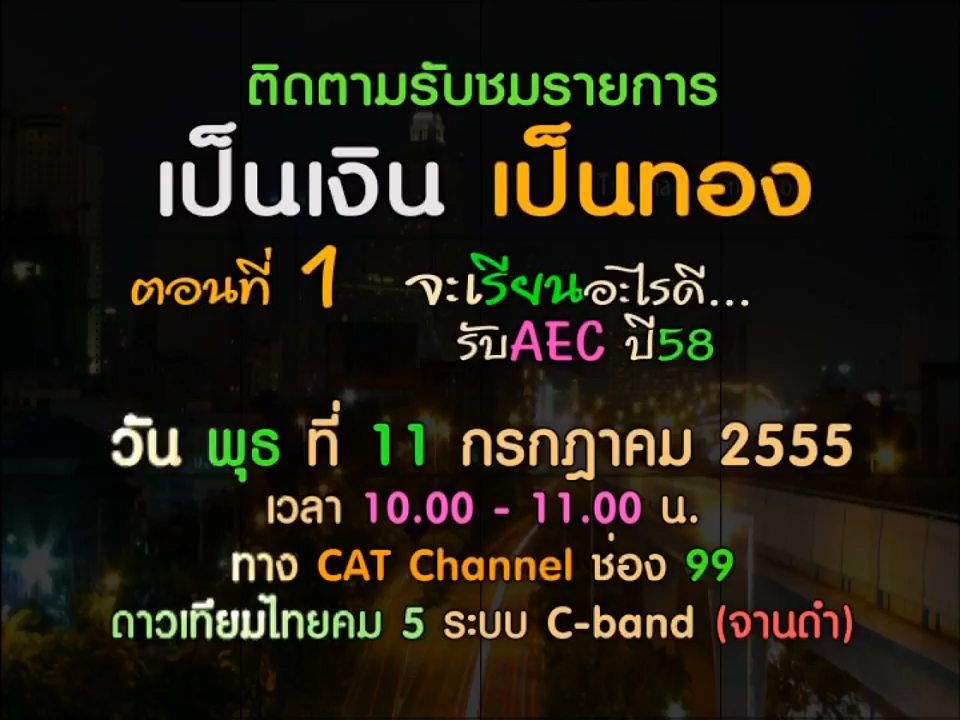 ติดตามรับชมรายการ
เป็นเงิน เป็นทอง
ตอนที่ 1 จะเรียนอะไรดี...
รับAEC ปี58
วัน พุธ ที่ 11 กรกฎาคม 2555
เวลา 10.00 - 11.00 น.
ทาง CAT Channel ช่อง 99
ดาวเทียมไทยคม 5 ระบบ C-band (จานดำ)